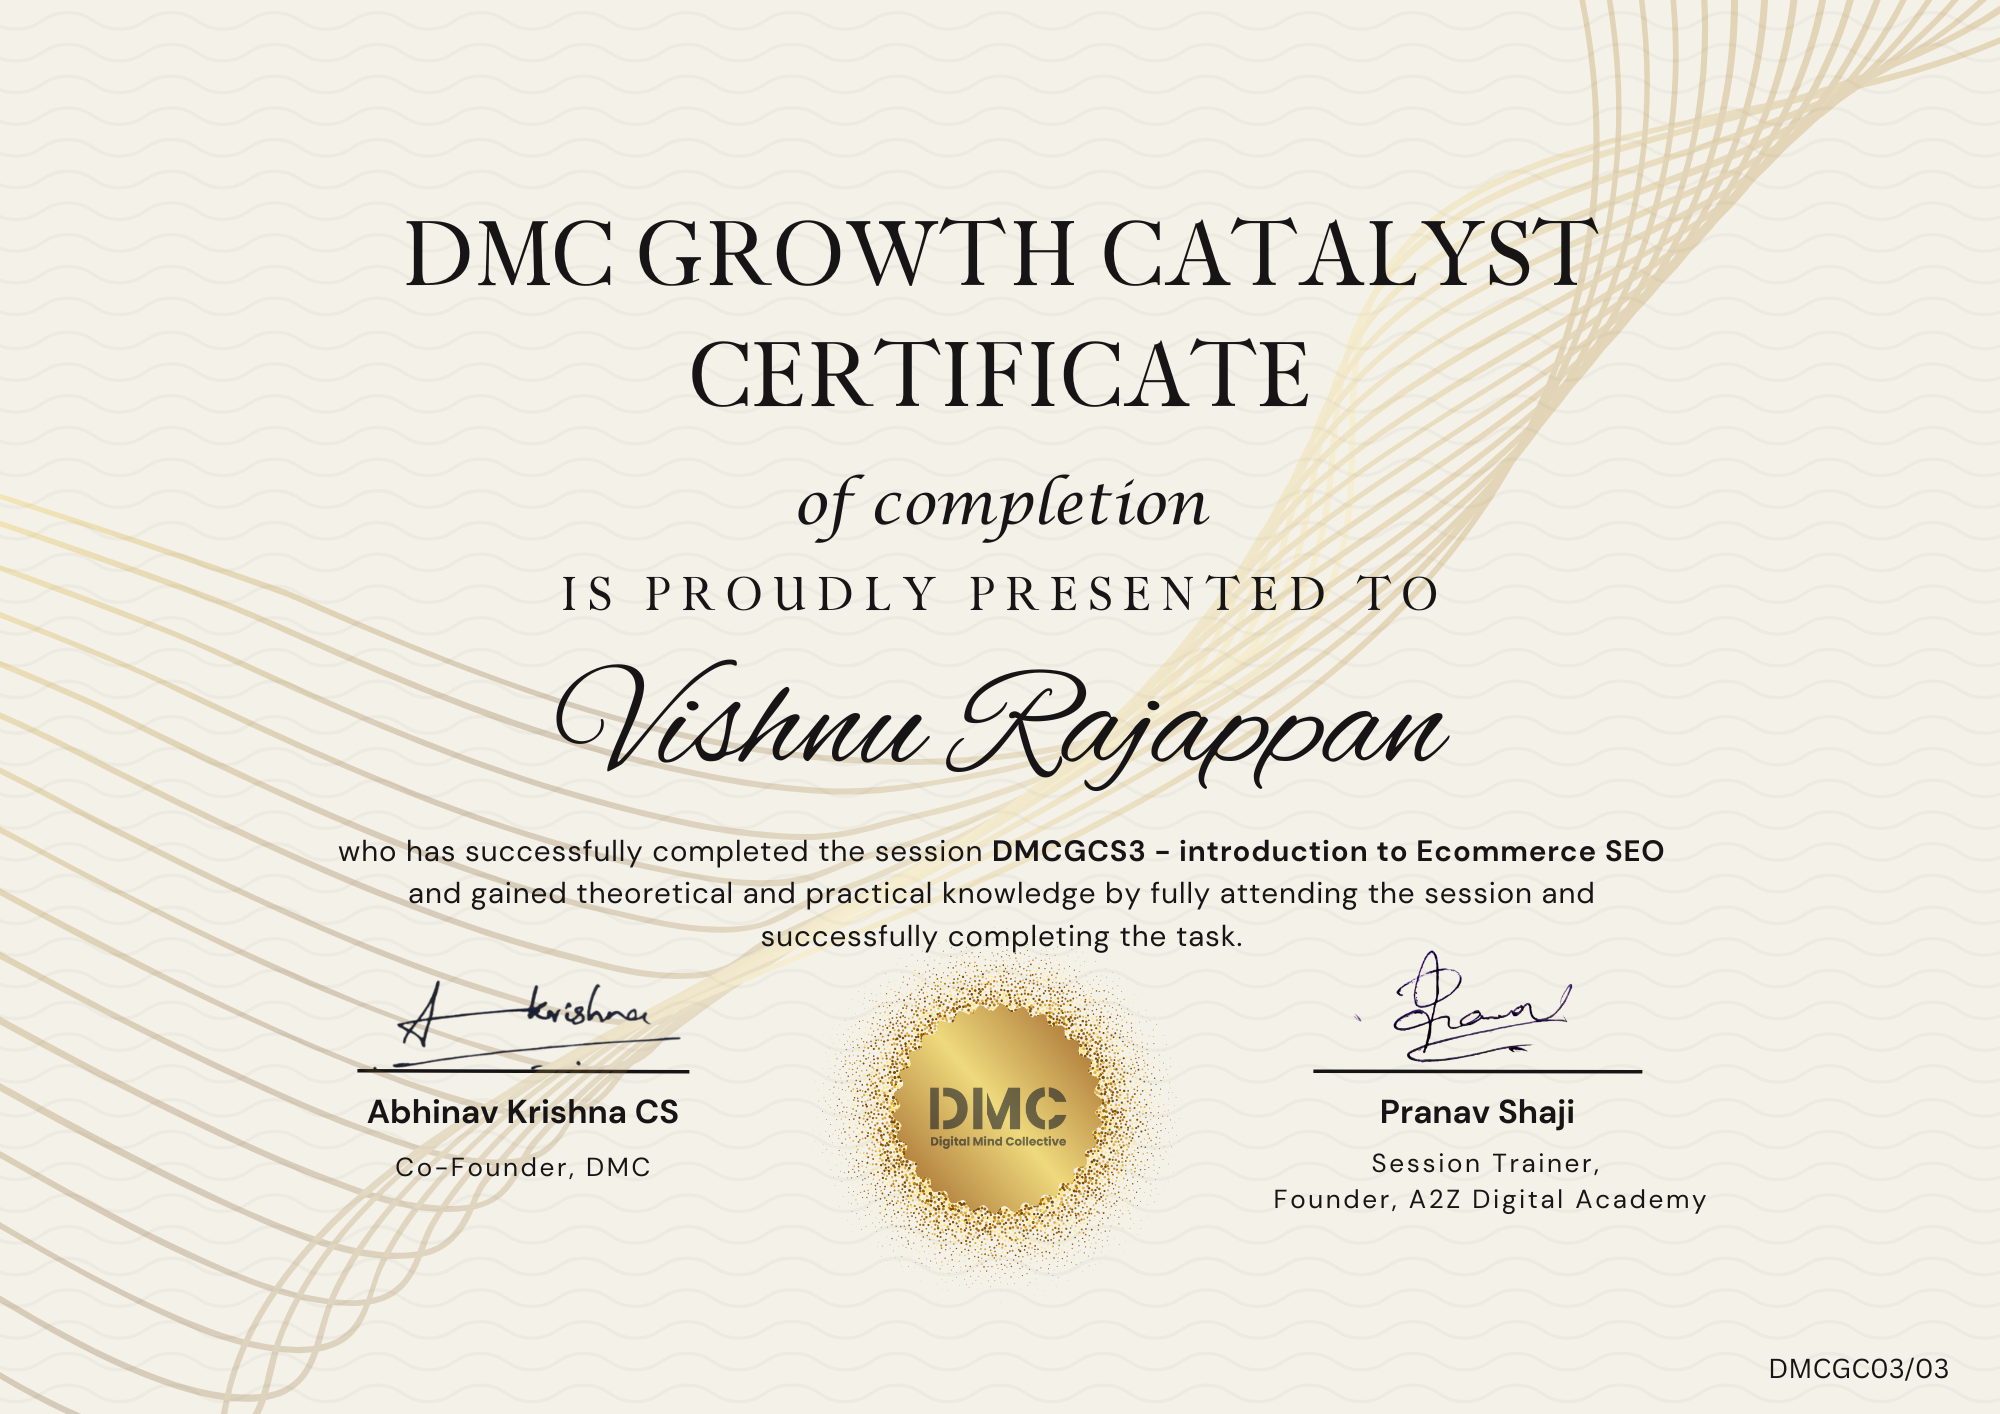 DMC GROWTH CATALYST
CERTIFICATE
of completion
IS PROUDLY PRESENTED TO
Vishnu Rajappan
who has successfully completed the session DMCGCS3 - introduction to Ecommerce SEO
and gained theoretical and practical knowledge by fully attending the session and
successfully completing the task.
A krishna
Pranav
Abhinav Krishna CS
Co-Founder, DMC
DMC
Digital Mind Collective
Pranav Shaji
Session Trainer,
Founder, A2Z Digital Academy
DMCGC03/03